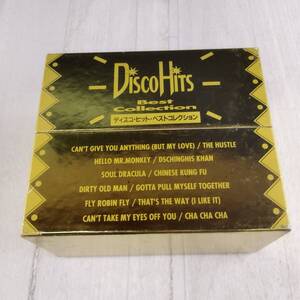 Disco Hits
Best
Collection
ディスコ・ヒット・ベストコレクション
CAN'T GIVE YOU ANYTHING (BUT MY LOVE) / THE HUSTLE
HELLO MR.MONKEY / DSCHINGHIS KHAN
SOUL DRACULA / CHINESE KUNG FU
DIRTY OLD MAN / GOTTA PULL MYSELF TOGETHER
FLY ROBIN FLY / THAT'S THE WAY (I LIKE IT)
CAN'T TAKE MY EYES OFF YOU / CHA CHA CHA